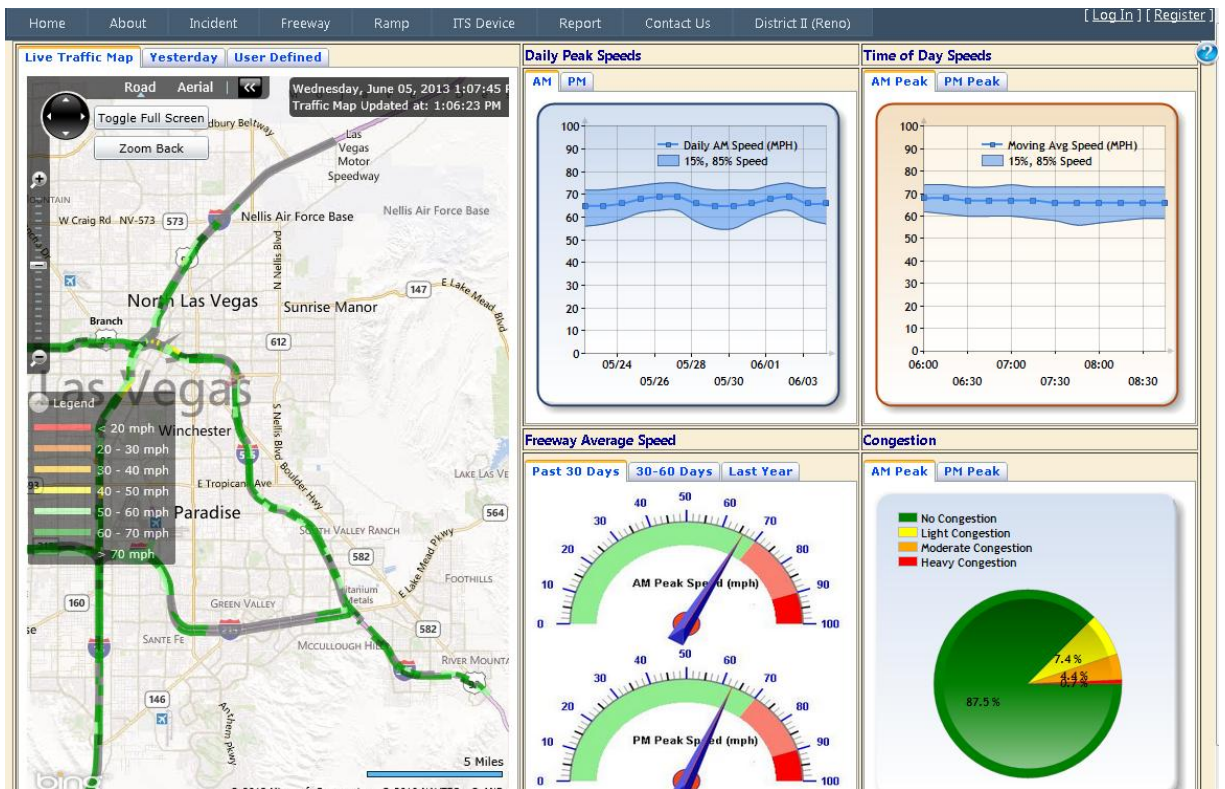 Home About Incident Freeway Ramp ITS Device Report Contact Us District II (Reno)
[ Log In ] [ Register ]
Live Traffic Map Yesterday User Defined
Road Aerial | «
Wednesday, June 05, 2013 1:07:45
Traffic Map Updated at: 1:06:23 PM
Toggle Full Screen
Zoom Back
Las
Vegas
Motor
Speedway
W Craig Rd NV-573 573
Nellis Air Force Base
Nellis Air Force Base
N Nellis Blvd
147
E Lake Mead Blvd
North Las Vegas
Sunrise Manor
Branch
95
612
Las Vegas
Legend
< 20 mph
20 - 30 mph
30 - 40 mph
40 - 50 mph
50 - 60 mph
60 - 70 mph
> 70 mph
Winchester
S Nellis Blvd
Boulder Hwy
515
E Tropicana Ave
93
Lake Las Ve
Paradise
564
South Valley Ranch
582
E Lake Mead Pkwy
Foothills
160
Green Valley
Sante Fe
McCullough Hil
582
River Mounta
146
Anthem Pkwy
5 Miles
bing
Daily Peak Speeds
AM PM
100
90
80
70
60
50
40
30
20
10
0
Daily AM Speed (MPH)
15%, 85% Speed
05/24 05/28 06/01
05/26 05/30 06/03
Time of Day Speeds
?
AM Peak PM Peak
100
90
80
70
60
50
40
30
20
10
0
Moving Avg Speed (MPH)
15%, 85% Speed
06:00 07:00 08:00
06:30 07:30 08:30
Freeway Average Speed
Past 30 Days 30-60 Days Last Year
0 10 20 30 40 50 60 70 80 90 100
AM Peak Speed (mph)
0 10 20 30 40 50 60 70 80 90 100
PM Peak Speed (mph)
Congestion
AM Peak PM Peak
No Congestion
Light Congestion
Moderate Congestion
Heavy Congestion
7.4 %
4.4 %
0.7 %
87.5 %